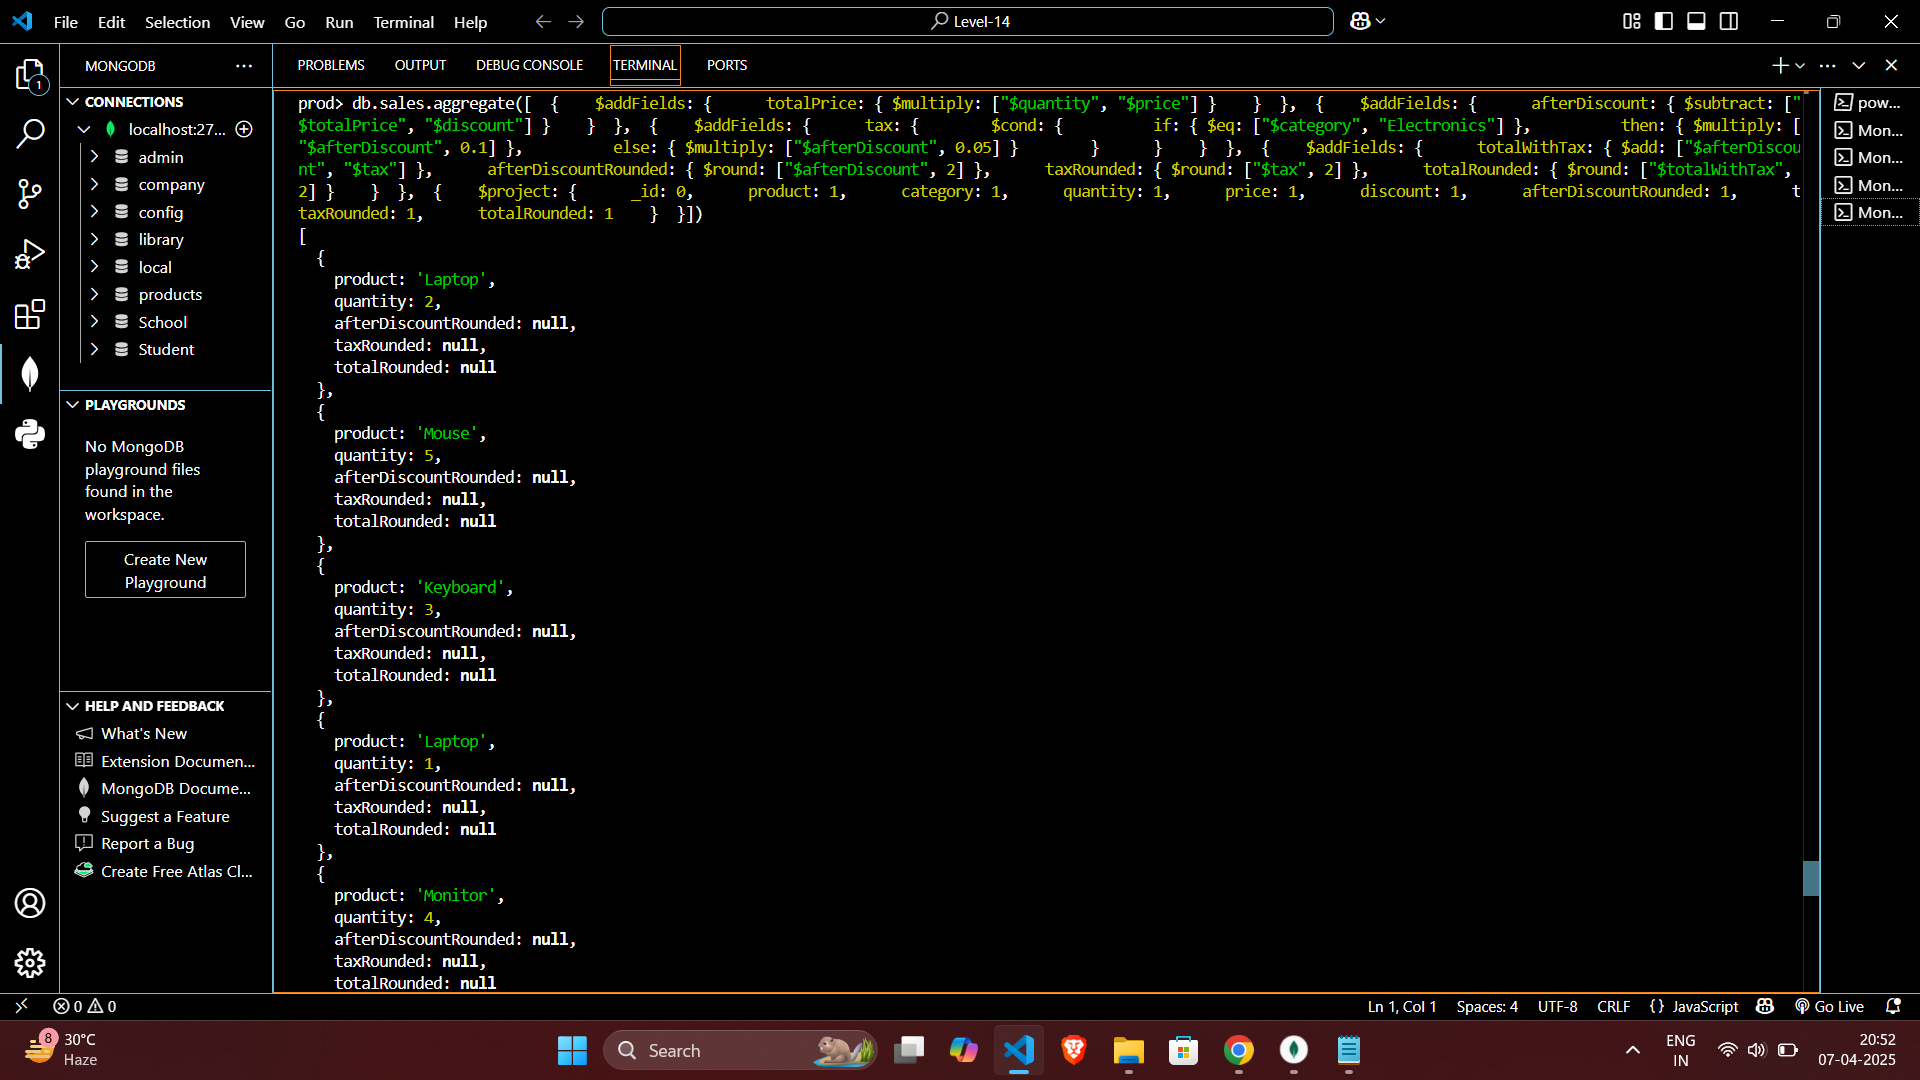 File Edit Selection View Go Run Terminal Help
Level-14
MONGODB
PROBLEMS OUTPUT DEBUG CONSOLE TERMINAL PORTS
1
CONNECTIONS
localhost:27...
admin
company
config
library
local
products
School
Student
PLAYGROUNDS
No MongoDB
playground files
found in the
workspace.
Create New
Playground
HELP AND FEEDBACK
What's New
Extension Documen...
MongoDB Docume...
Suggest a Feature
Report a Bug
Create Free Atlas Cl...
prod> db.sales.aggregate([ { $addFields: { totalPrice: { $multiply: ["$quantity", "$price"] } } }, { $addFields: { afterDiscount: { $subtract: ["
$totalPrice", "$discount"] } } }, { $addFields: { tax: { $cond: { if: { $eq: ["$category", "Electronics"] }, then: { $multiply: [
"$afterDiscount", 0.1] }, else: { $multiply: ["$afterDiscount", 0.05] } } } } }, { $addFields: { totalWithTax: { $add: ["$afterDiscou
nt", "$tax"] }, afterDiscountRounded: { $round: ["$afterDiscount", 2] }, taxRounded: { $round: ["$tax", 2] }, totalRounded: { $round: ["$totalWithTax",
2] } } }, { $project: { _id: 0, product: 1, category: 1, quantity: 1, price: 1, discount: 1, afterDiscountRounded: 1, t
taxRounded: 1, totalRounded: 1 } }])
[
{
product: 'Laptop',
quantity: 2,
afterDiscountRounded: null,
taxRounded: null,
totalRounded: null
},
{
product: 'Mouse',
quantity: 5,
afterDiscountRounded: null,
taxRounded: null,
totalRounded: null
},
{
product: 'Keyboard',
quantity: 3,
afterDiscountRounded: null,
taxRounded: null,
totalRounded: null
},
{
product: 'Laptop',
quantity: 1,
afterDiscountRounded: null,
taxRounded: null,
totalRounded: null
},
{
product: 'Monitor',
quantity: 4,
afterDiscountRounded: null,
taxRounded: null,
totalRounded: null
pow...
Mon...
Mon...
Mon...
Mon...
0 0
Ln 1, Col 1 Spaces: 4 UTF-8 CRLF {} JavaScript Go Live
8
30°C
Haze
Search
ENG
IN
20:52
07-04-2025